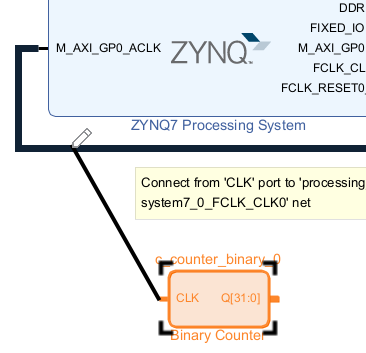 DDR
FIXED_IO
M_AXI_GP0_ACLK
ZYNQ
M_AXI_GP0
FCLK_CL
FCLK_RESET0_
ZYNQ7 Processing System
Connect from 'CLK' port to 'processing
system7_0_FCLK_CLK0' net
c_counter_binary_0
CLK
Q[31:0]
Binary Counter